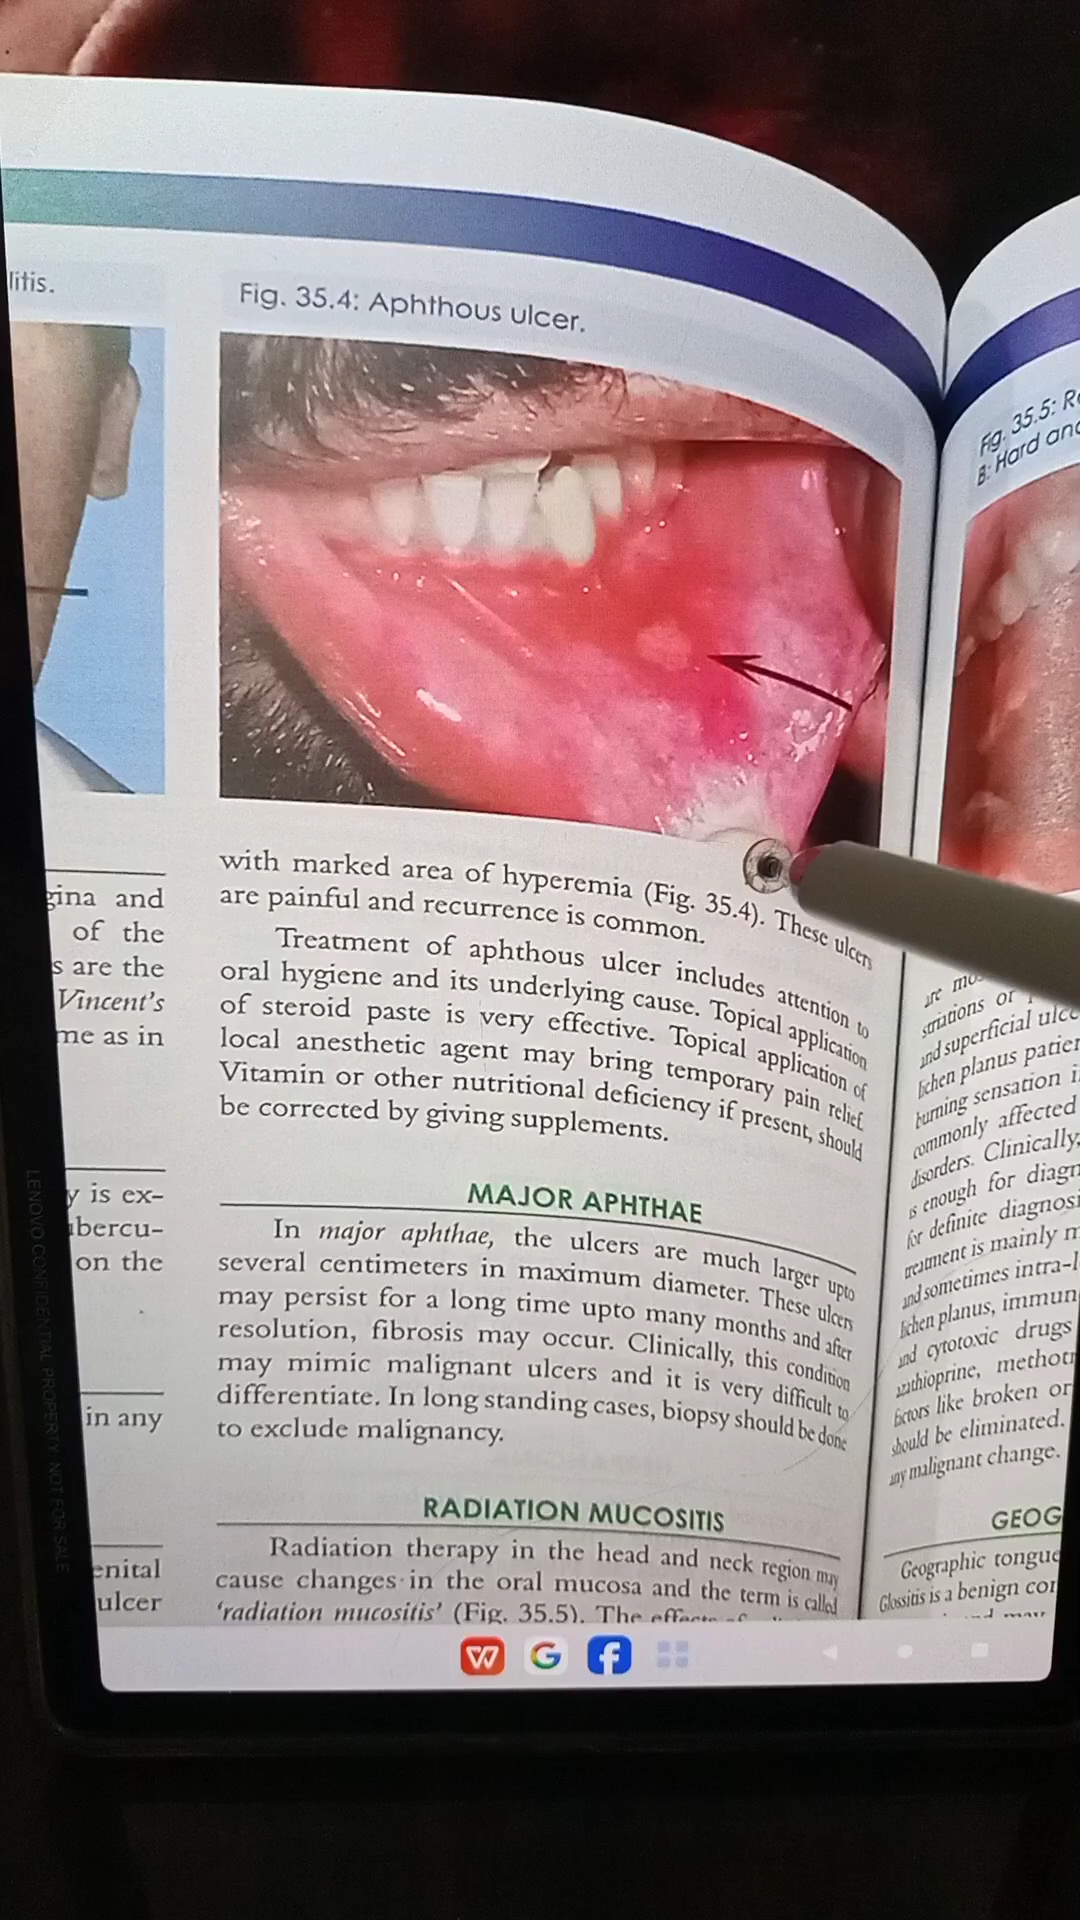 litis.
gina and
of the
s are the
Vincent's
me as in
y is ex-
bercu-
on the
in any
enital
ulcer
Fig. 35.4: Aphthous ulcer.
with marked area of hyperemia (Fig. 35.4). These ulcers
are painful and recurrence is common.
Treatment of aphthous ulcer includes attention to
oral hygiene and its underlying cause. Topical application
of steroid paste is very effective. Topical application of
local anesthetic agent may bring temporary pain relief.
Vitamin or other nutritional deficiency if present, should
be corrected by giving supplements.
MAJOR APHTHAE
In major aphthae, the ulcers are much larger upto
several centimeters in maximum diameter. These ulcers
may persist for a long time upto many months and after
resolution, fibrosis may occur. Clinically, this condition
may mimic malignant ulcers and it is very difficult to
differentiate. In long standing cases, biopsy should be done
to exclude malignancy.
RADIATION MUCOSITIS
Radiation therapy in the head and neck region may
cause changes in the oral mucosa and the term is called
'radiation mucositis' (Fig. 35.5). The effects of
Fig. 35.5: R
B: Hard and
are mo
striations or
and superficial ulce
lichen planus patien
burning sensation i
commonly affected
disorders. Clinically,
is enough for diagn
for definite diagnosi
treatment is mainly m
and sometimes intra-l
lichen planus, immun
and cytotoxic drugs
azathioprine, methotr
factors like broken or
should be eliminated.
any malignant change.
GEOG
Geographic tongue
Glossitis is a benign con
LENOVO CONFIDENTIAL PROPERTY NOT FOR SALE